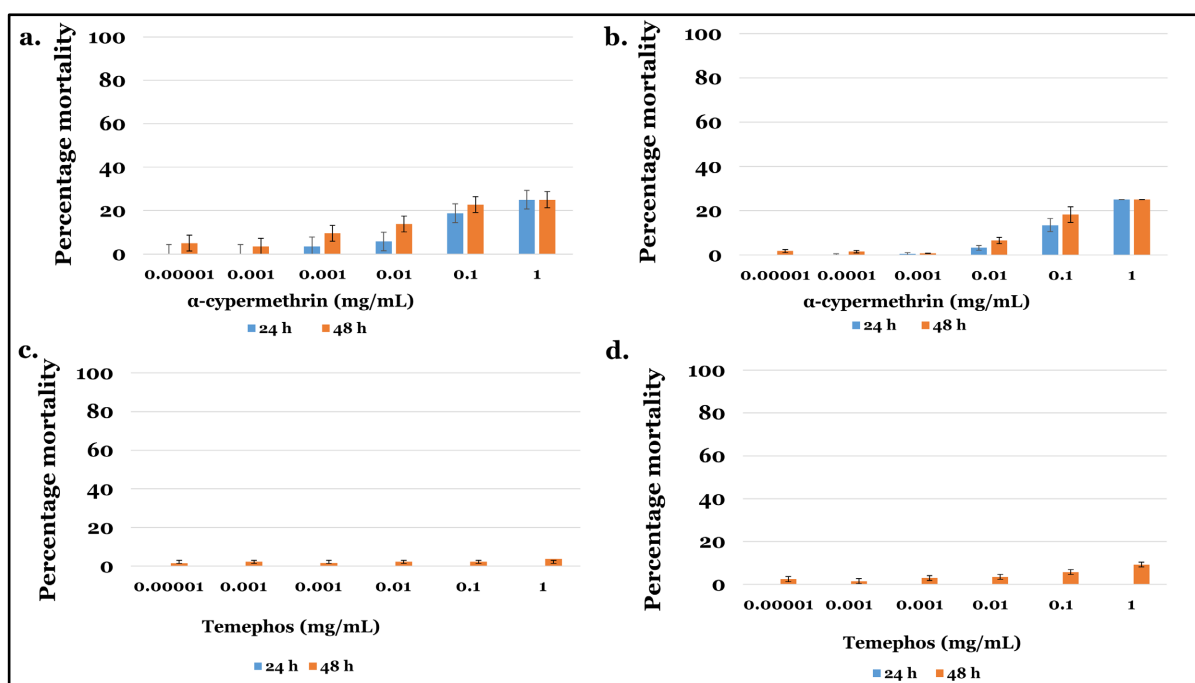 a.
Percentage mortality
100
80
60
40
20
0
0.00001 0.001 0.001 0.01 0.1 1
α-cypermethrin (mg/mL)
24 h 48 h
b.
Percentage mortality
100
80
60
40
20
0
0.00001 0.0001 0.001 0.01 0.1 1
α-cypermethrin (mg/mL)
24 h 48 h
c.
Percentage mortality
100
80
60
40
20
0
0.00001 0.001 0.001 0.01 0.1 1
Temephos (mg/mL)
24 h 48 h
d.
Percentage mortality
100
80
60
40
20
0
0.00001 0.001 0.001 0.01 0.1 1
Temephos (mg/mL)
24 h 48 h